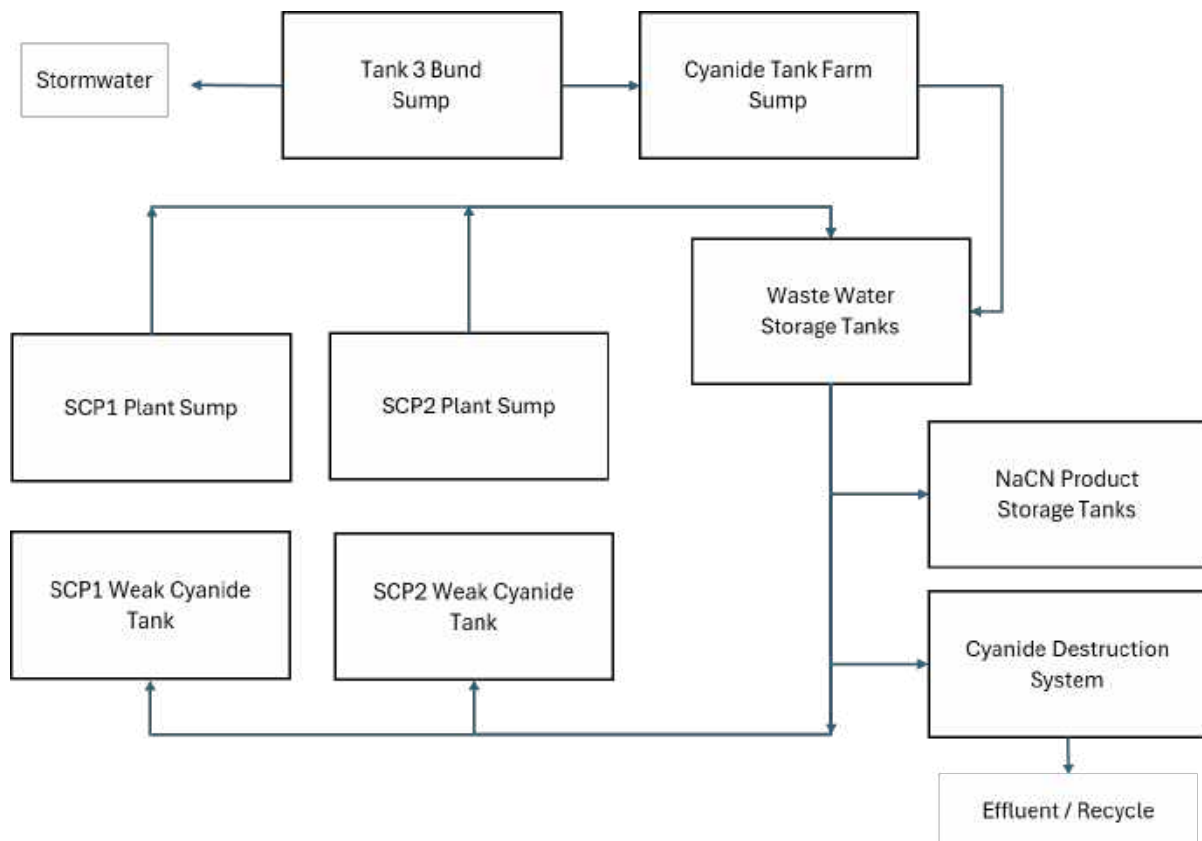 Stormwater
Tank 3 Bund
Sump
Cyanide Tank Farm
Sump
Waste Water
Storage Tanks
SCP1 Plant Sump
SCP2 Plant Sump
NaCN Product
Storage Tanks
SCP1 Weak Cyanide
Tank
SCP2 Weak Cyanide
Tank
Cyanide Destruction
System
Effluent / Recycle